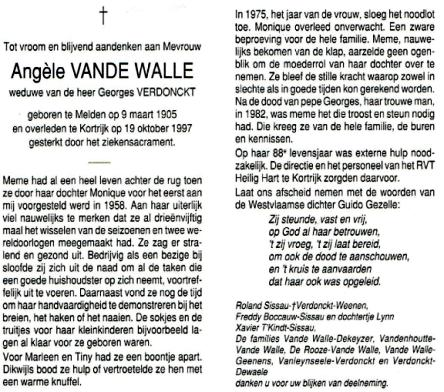 †
Tot vroom en blijvend aandenken aan Mevrouw
Angèle VANDE WALLE
weduwe van de heer Georges VERDONCKT
geboren te Melden op 9 maart 1905
en overleden te Kortrijk op 19 oktober 1997
gesterkt door het ziekensacrament.
Meme had al een heel leven achter de rug toen
ze door haar dochter Monique voor het eerst aan
mij voorgesteld werd in 1958. Aan haar uiterlijk
viel nauwelijks te merken dat ze al drieënvijftig
maal het wisselen van de seizoenen en twee we-
reldoorlogen meegemaakt had. Ze zag er stra-
lend en gezond uit. Bedrijvig als een bezige bij
sloofde zij zich uit de naad om al de taken die
een goede huishoudster op zich neemt, voortref-
felijk uit te voeren. Daarnaast vond ze nog de tijd
om haar handvaardigheid te demonstreren bij het
breien, het haken of het naaien. De sokjes en de
truitjes voor haar kleinkinderen bijvoorbeeld la-
gen al klaar voor ze geboren waren.
Voor Marleen en Tiny had ze een boontje apart.
Dikwijls bood ze hulp of vertroetelde ze hen met
een warme knuffel.
In 1975, het jaar van de vrouw, sloeg het noodlot
toe. Monique overleed onverwacht. Een zware
beproeving voor de hele familie. Meme, nauwe-
lijks bekomen van de klap, aarzelde geen ogen-
blik om de moederrol van haar dochter over te
nemen. Ze bleef de stille kracht waarop zowel in
slechte als in goede tijden kon gerekend worden.
Na de dood van pepe Georges, haar trouwe man,
in 1982, was meme het die troost en steun nodig
had. Die kreeg ze van de hele familie, de buren
en kennissen.
Op haar 88e levensjaar was externe hulp nood-
zakelijk. De directie en het personeel van het RVT
Heilig Hart te Kortrijk zorgden daarvoor.
Laat ons afscheid nemen met de woorden van
de Westvlaamse dichter Guido Gezelle:
Zij steunde, vast en vrij,
op God al haar betrouwen,
't zij vroeg, 't zij laat bereid,
om ook de dood te aanschouwen,
en 't kruis te aanvaarden
dat haar ook was opgeleid.
Roland Sissau-†Verdonckt-Weenen,
Freddy Boccauw-Sissau en dochtertje Lynn
Xavier T'Kindt-Sissau,
De families Vande Walle-Dekeyzer, Vandenhoutte-
Vande Walle, De Rooze-Vande Walle, Vande Walle-
Geenens, Vanleynseele-Verdonckt en Verdonckt-
Dewaele
danken u voor uw blijken van deelneming.